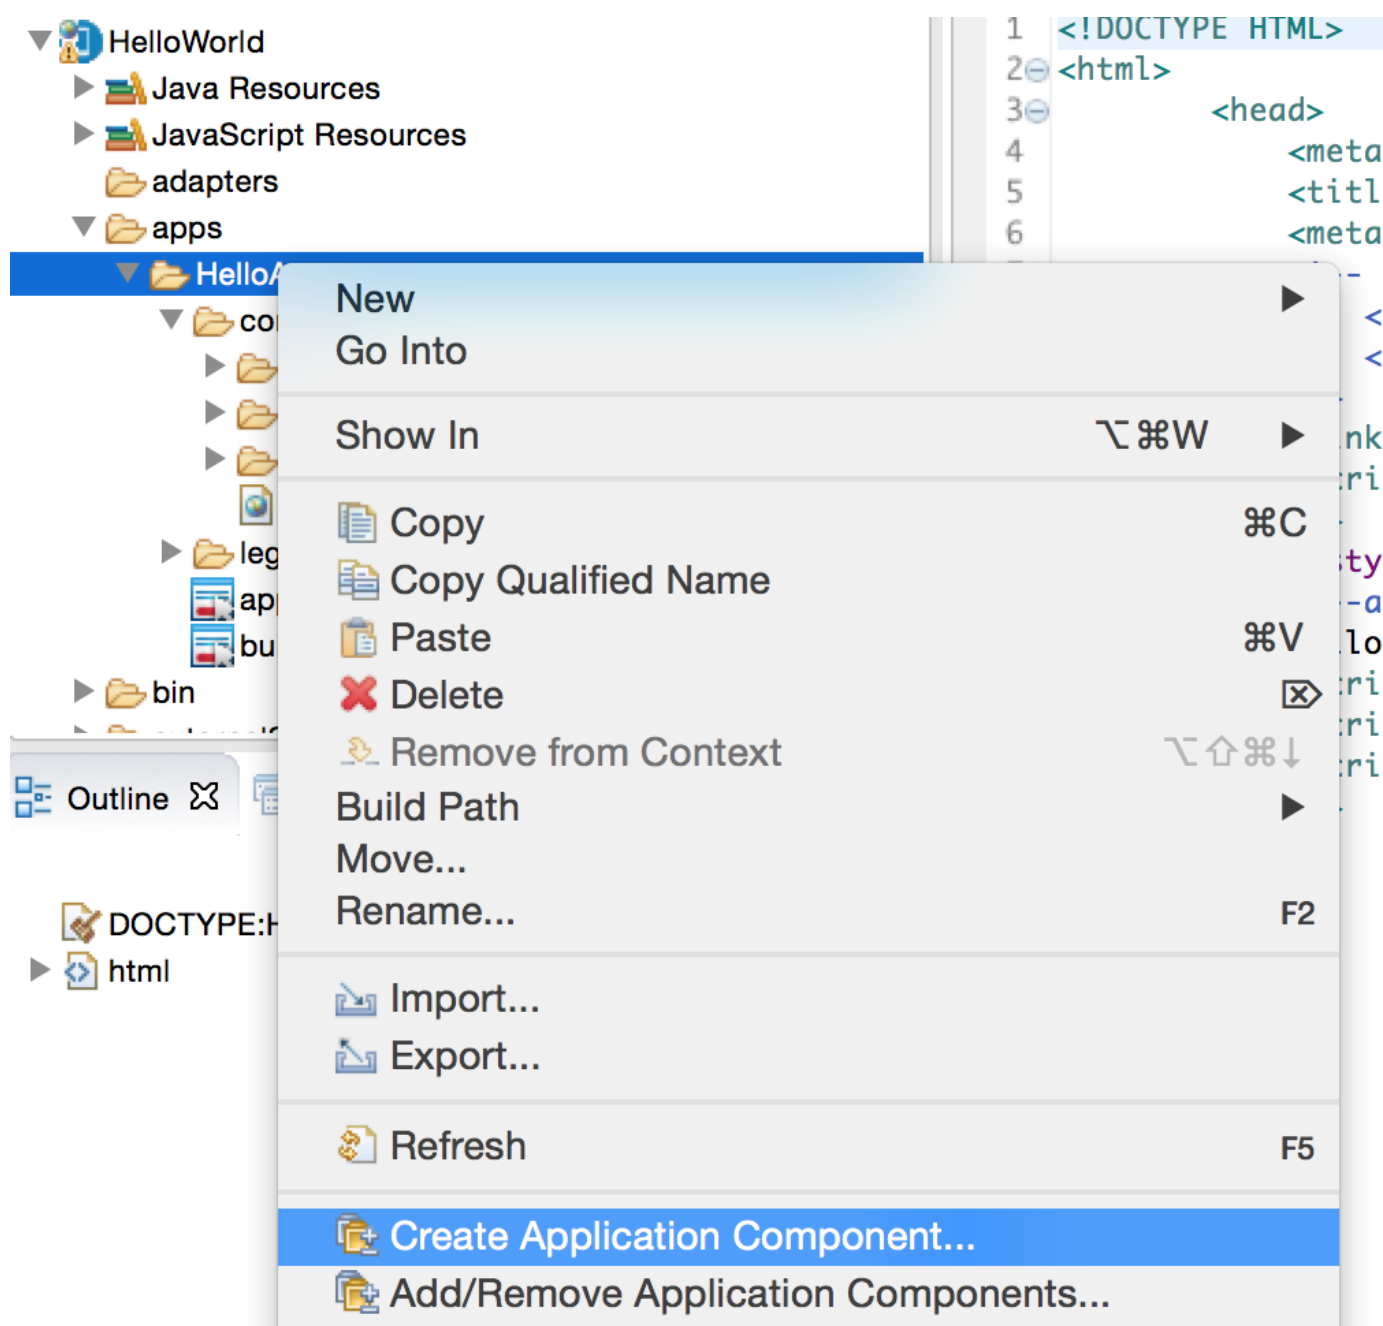 HelloWorld
Java Resources
JavaScript Resources
adapters
apps
HelloA
bin
Outline
DOCTYPE:H
html
New
Go Into
Show In ⌥⌘W
Copy ⌘C
Copy Qualified Name
Paste ⌘V
Delete ⌦
Remove from Context ⌥⇧⌘↓
Build Path
Move...
Rename... F2
Import...
Export...
Refresh F5
Create Application Component...
Add/Remove Application Components...
1 <!DOCTYPE HTML>
2 <html>
3 <head>
4 <meta
5 <titl
6 <meta